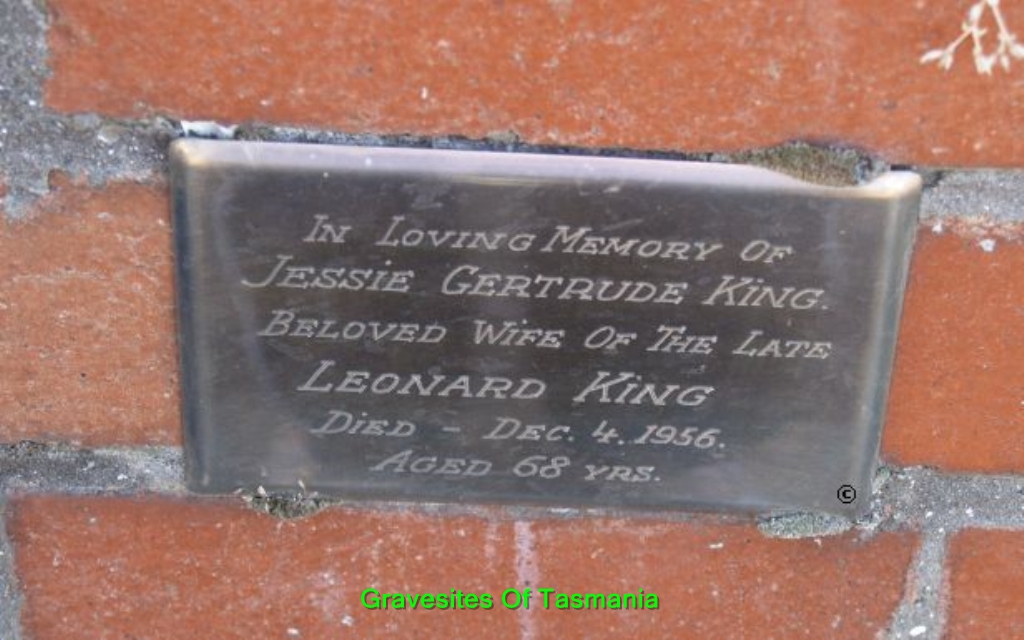 In Loving Memory Of
Jessie Gertrude King.
Beloved Wife Of The Late
Leonard King
Died - Dec. 4. 1956.
Aged 68 yrs.
©
Gravesites Of Tasmania